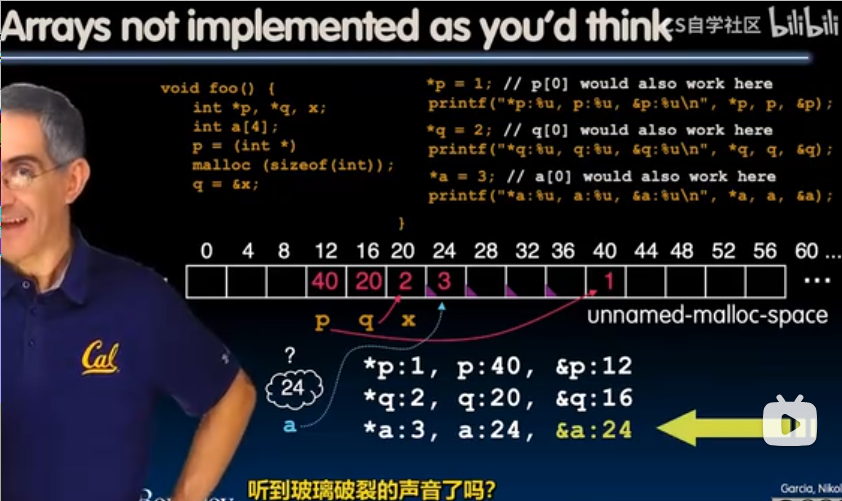 Arrays not implemented as you'd think
CS自学社区 bilibili
void foo() {
int *p, *q, x;
int a[4];
p = (int *)
malloc (sizeof(int));
q = &x;
*p = 1; // p[0] would also work here
printf("*p:%u, p:%u, &p:%u\n", *p, p, &p);
*q = 2; // q[0] would also work here
printf("*q:%u, q:%u, &q:%u\n", *q, q, &q);
*a = 3; // a[0] would also work here
printf("*a:%u, a:%u, &a:%u\n", *a, a, &a);
}
0 4 8 12 16 20 24 28 32 36 40 44 48 52 56 60 ...
40 20 2 3 1 ...
p q x
unnamed-malloc-space
?
24
a
*p:1, p:40, &p:12
*q:2, q:20, &q:16
*a:3, a:24, &a:24
Cal
听到玻璃破裂的声音了吗?
Garcia, Nikol